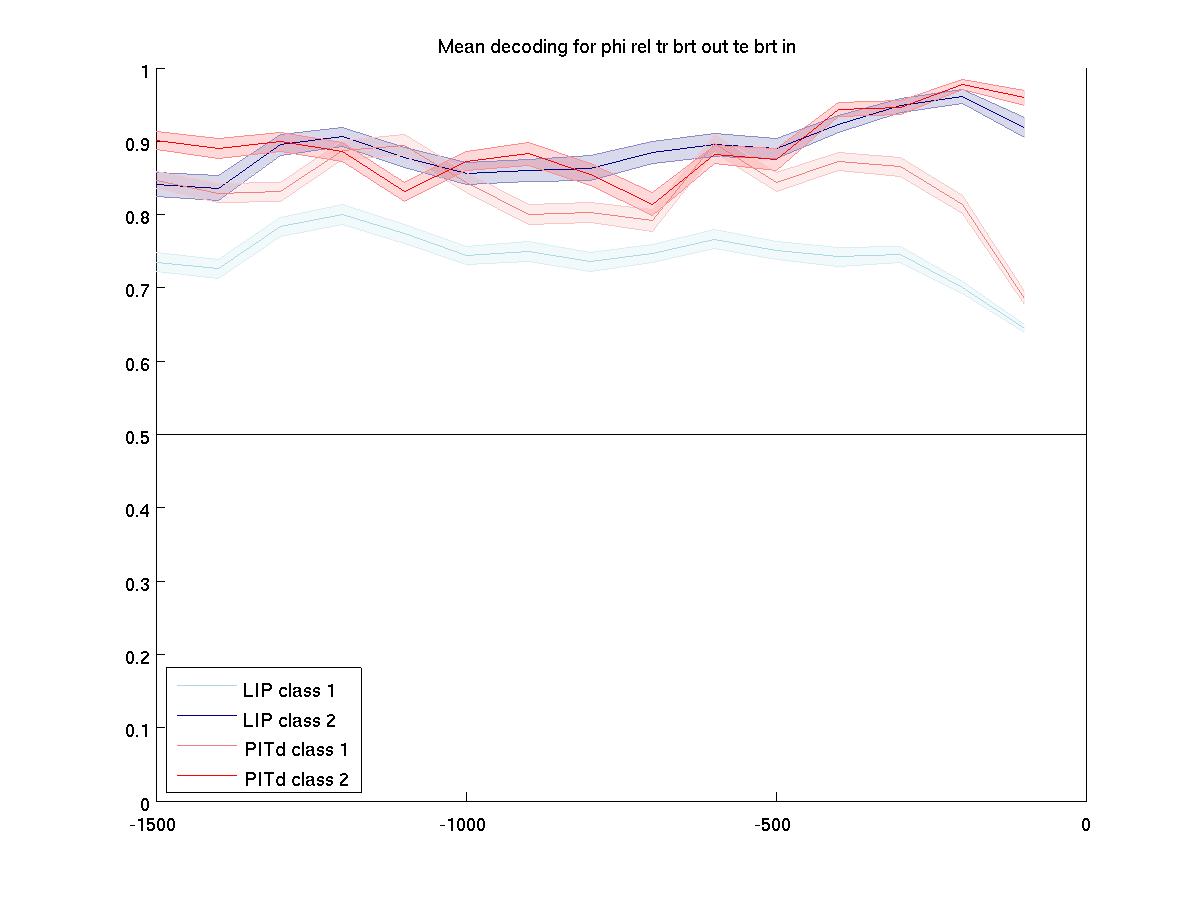 Mean decoding for phi rel tr brt out te brt in
1
0.9
0.8
0.7
0.6
0.5
0.4
0.3
0.2
0.1
0
LIP class 1
LIP class 2
PITd class 1
PITd class 2
-1500 -1000 -500 0